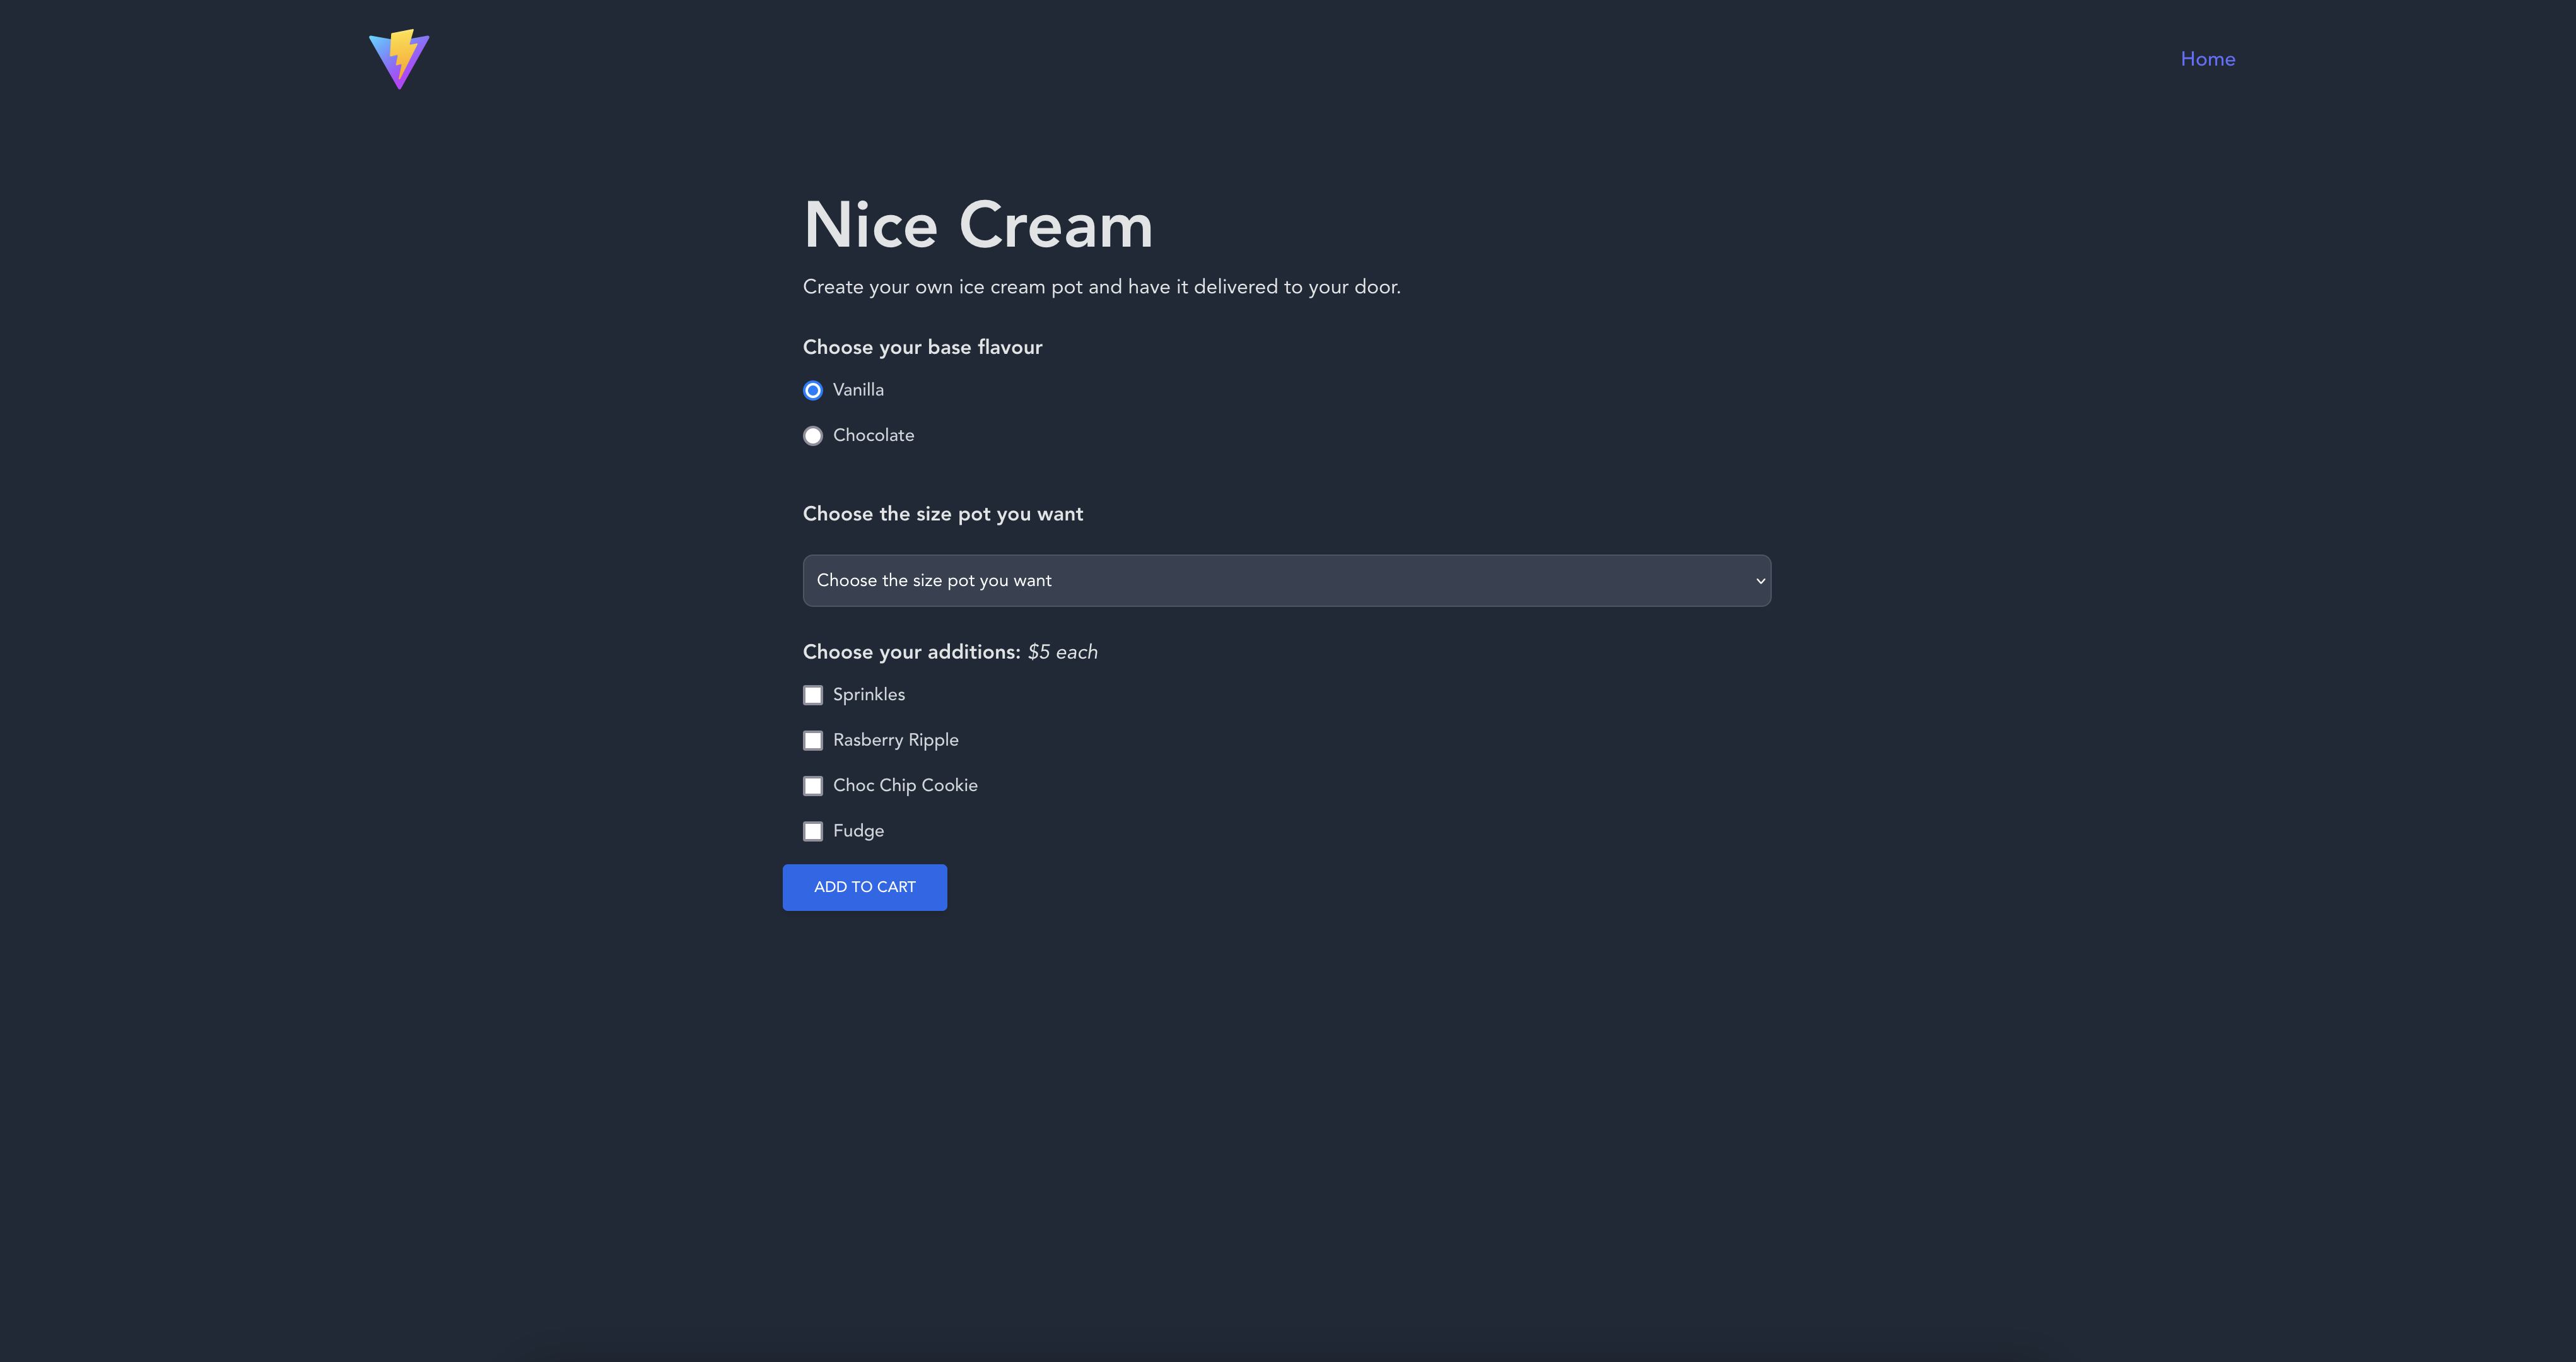 Home
Nice Cream
Create your own ice cream pot and have it delivered to your door.
Choose your base flavour
Vanilla
Chocolate
Choose the size pot you want
Choose the size pot you want
Choose your additions: $5 each
Sprinkles
Rasberry Ripple
Choc Chip Cookie
Fudge
ADD TO CART